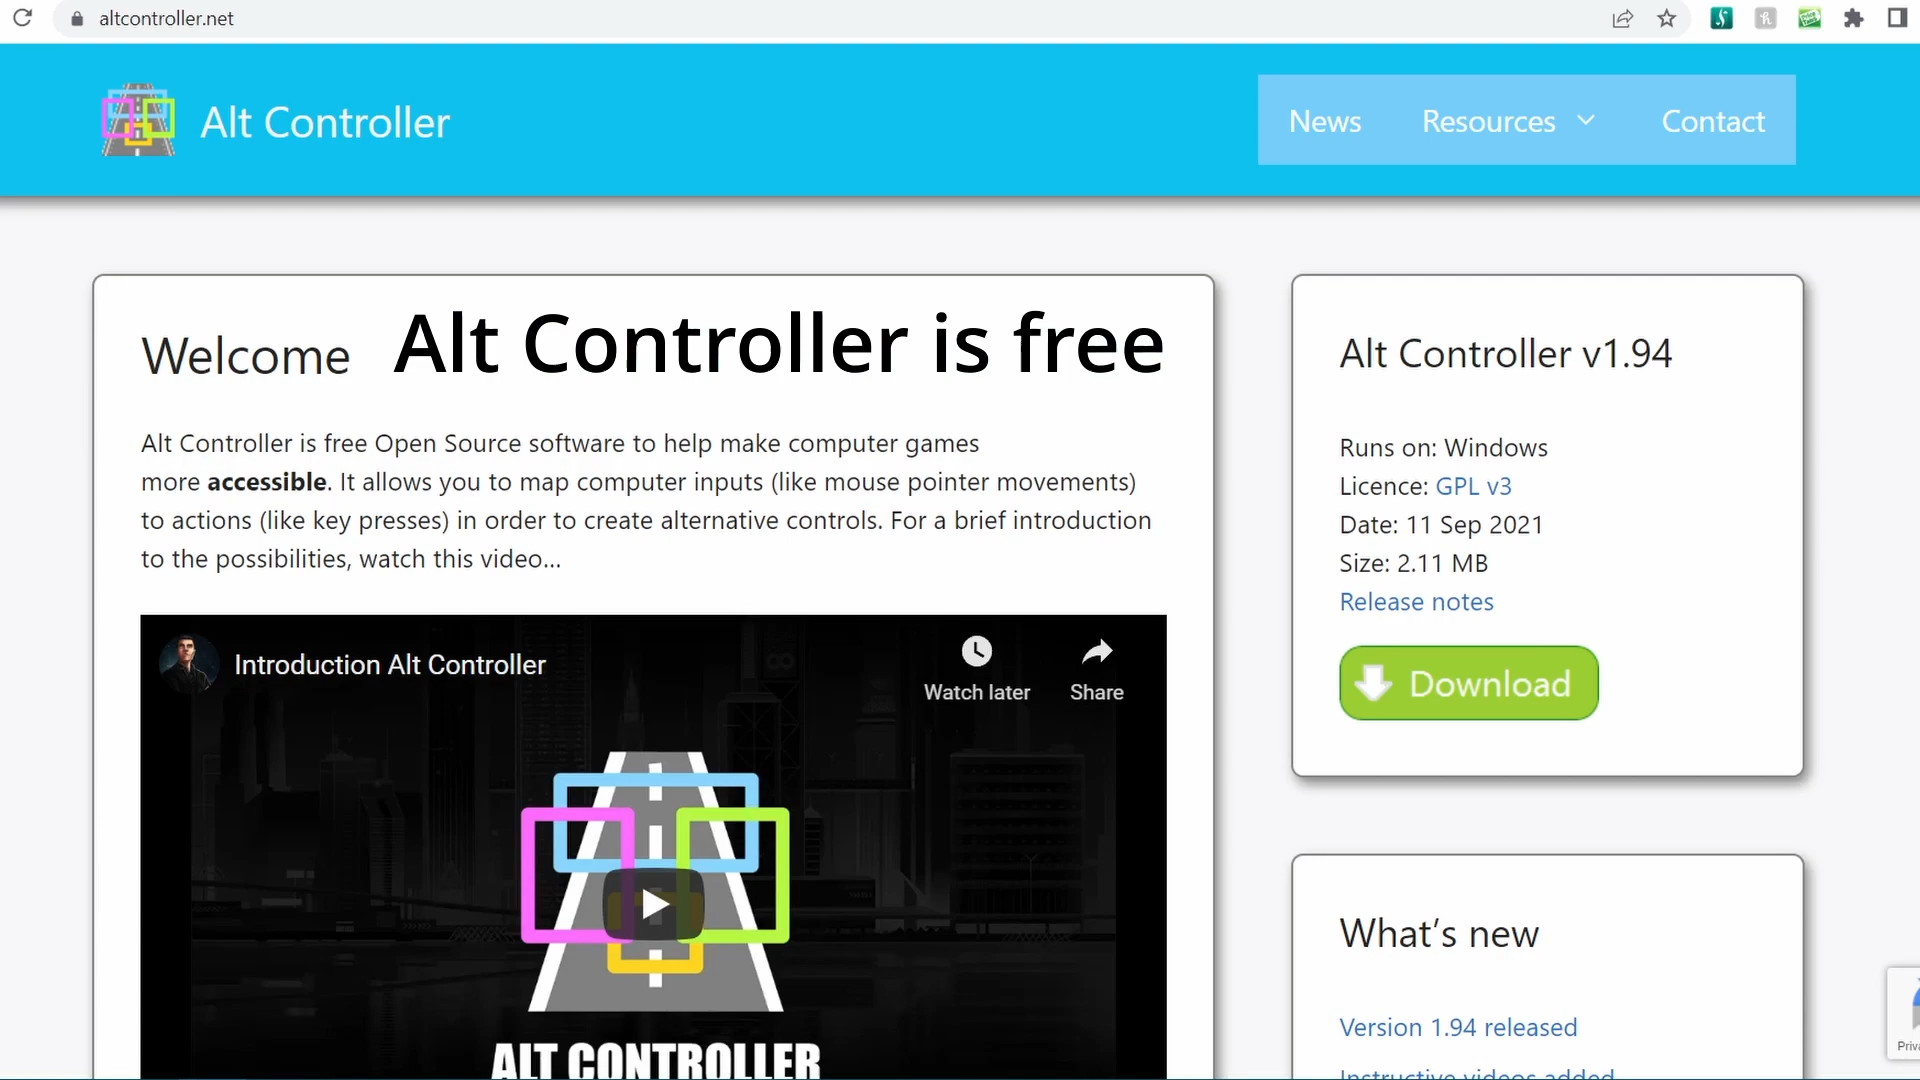 altcontroller.net
Alt Controller
News
Resources
Contact
Welcome
Alt Controller is free
Alt Controller is free Open Source software to help make computer games
more accessible. It allows you to map computer inputs (like mouse pointer movements)
to actions (like key presses) in order to create alternative controls. For a brief introduction
to the possibilities, watch this video...
Introduction Alt Controller
Watch later
Share
ALT CONTROLLER
Alt Controller v1.94
Runs on: Windows
Licence: GPL v3
Date: 11 Sep 2021
Size: 2.11 MB
Release notes
Download
What's new
Version 1.94 released
Instructive videos added